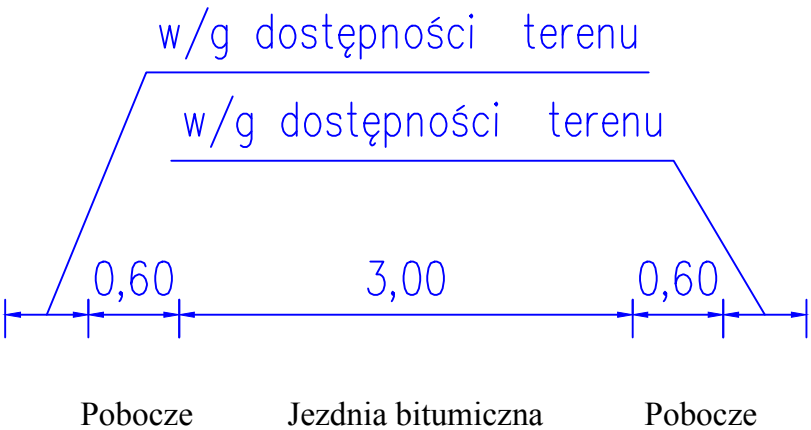 w/g dostępności terenu
w/g dostępności terenu
0,60 3,00 0,60
Pobocze Jezdnia bitumiczna Pobocze